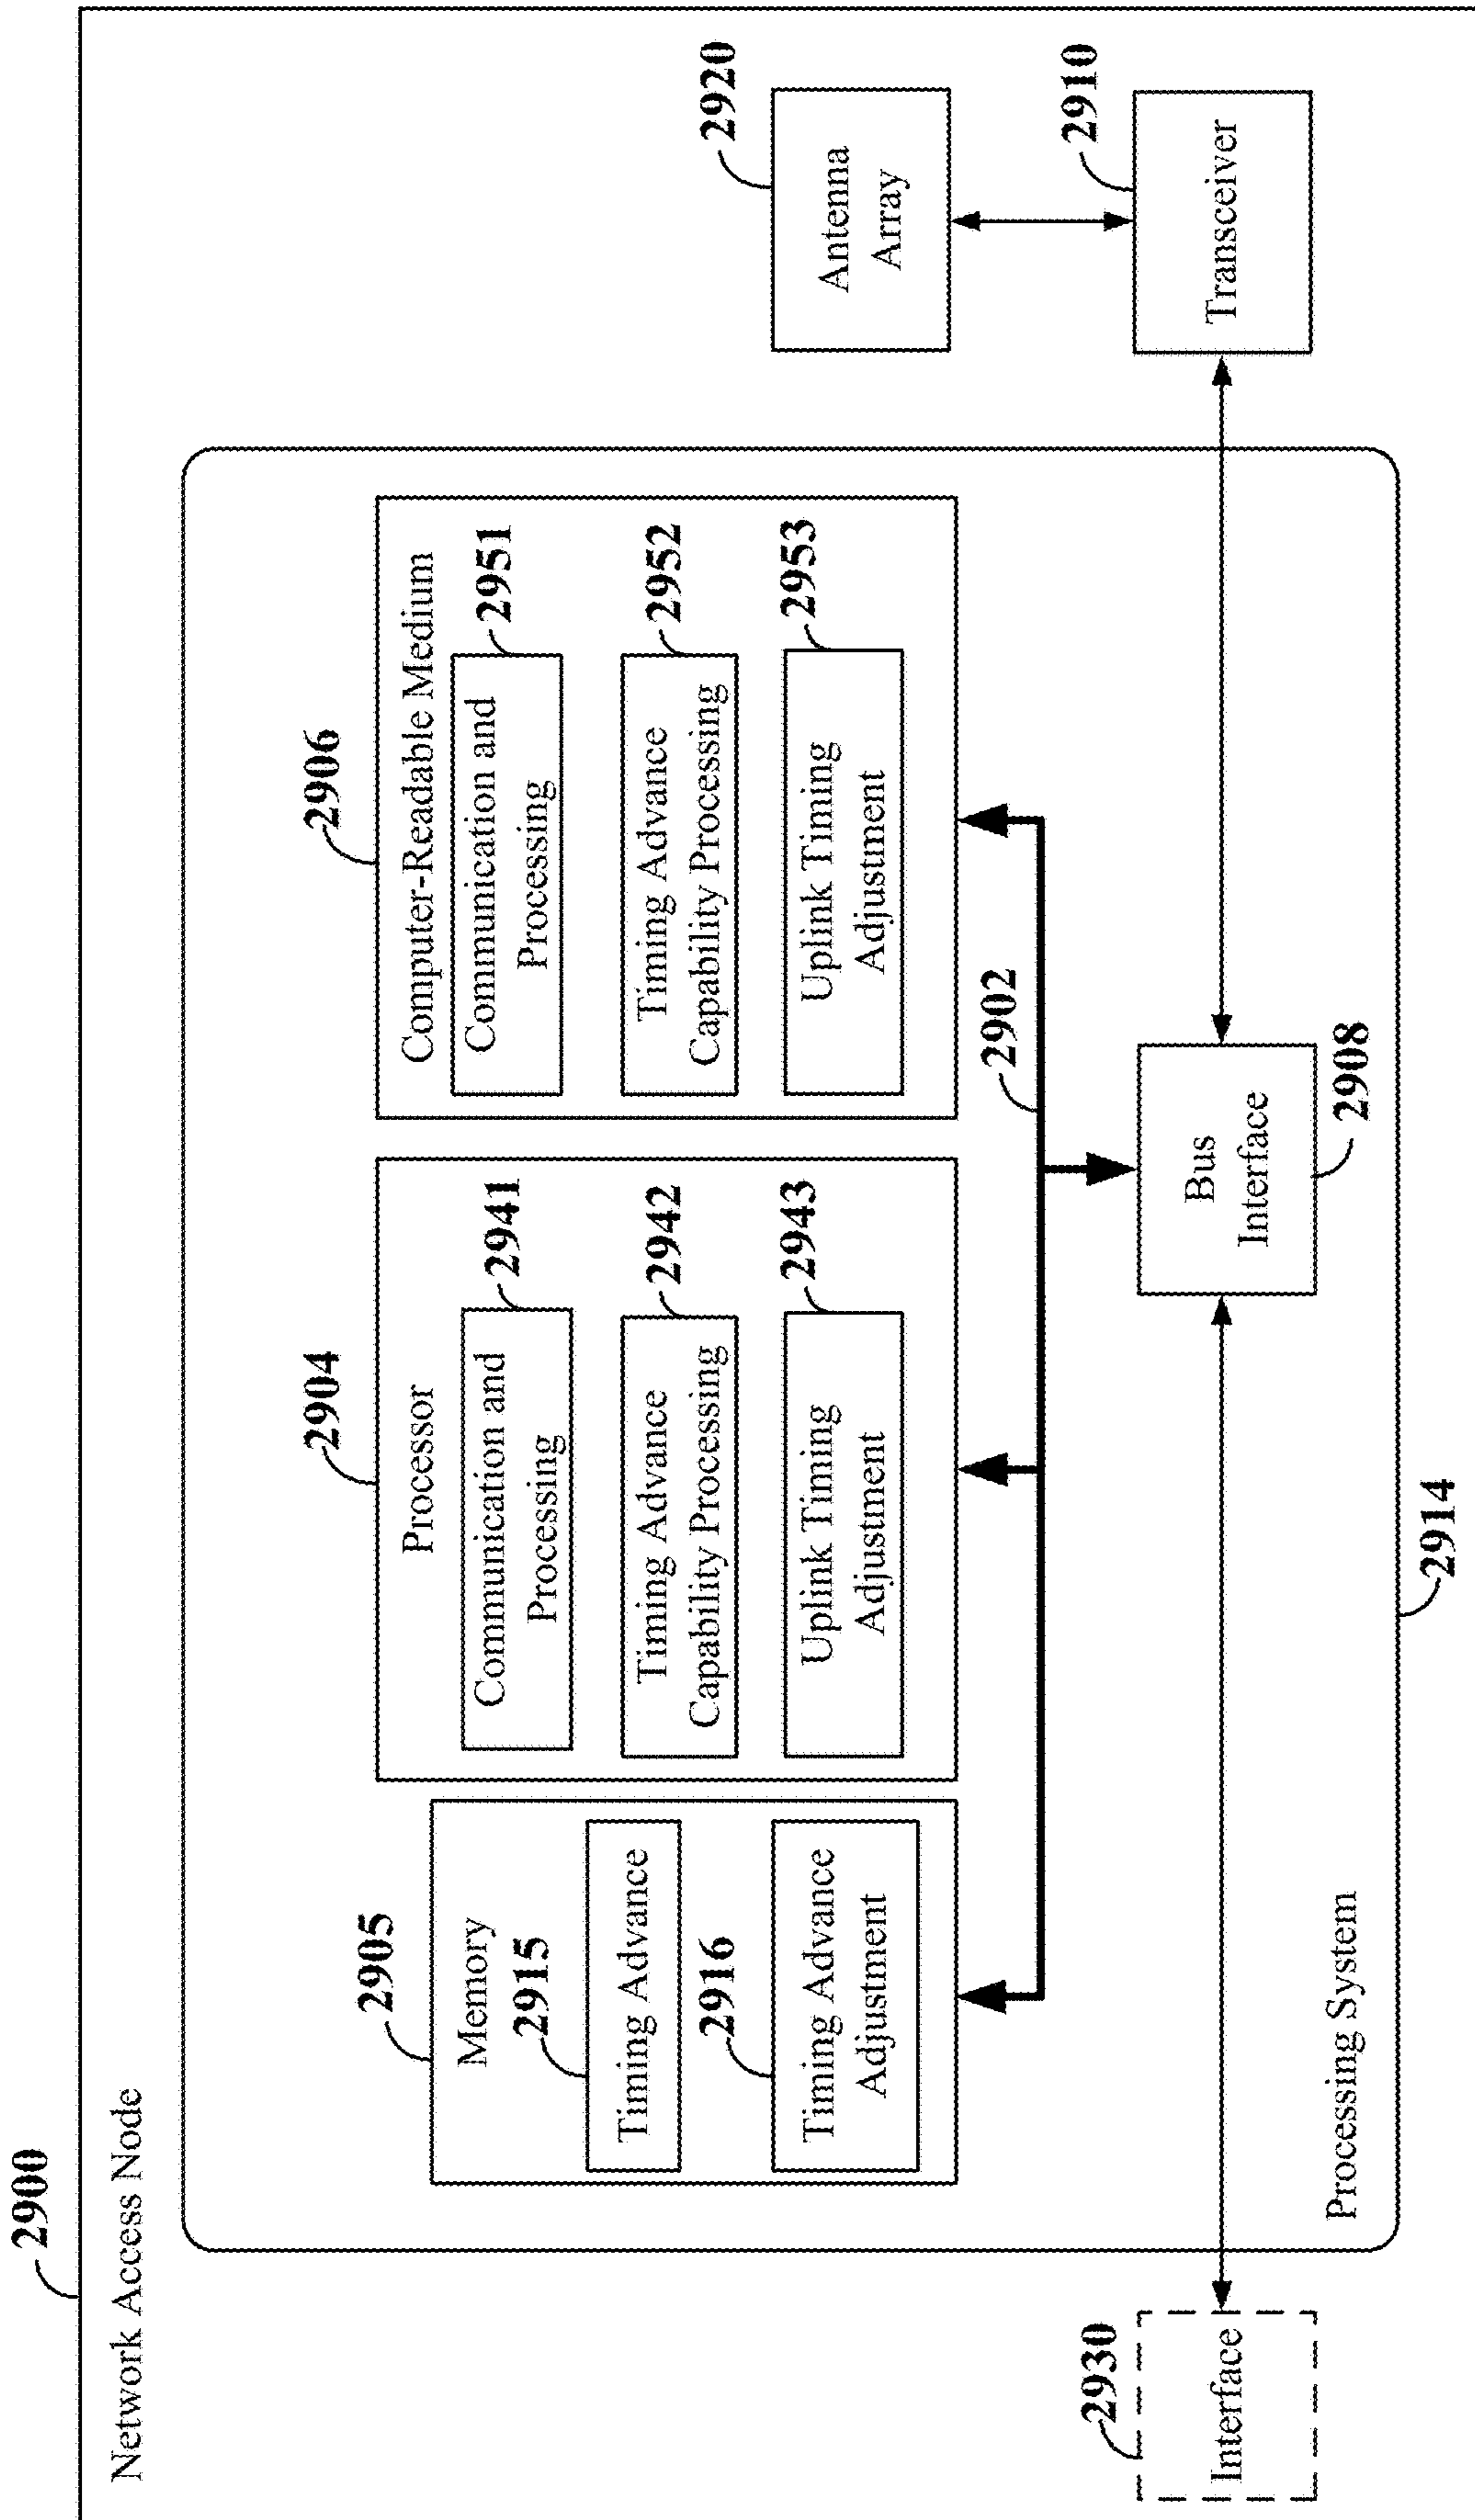 2900
Network Access Node
2905
Memory
2915
Timing Advance
2916
Timing Advance
Adjustment
2904
Processor
2941
Communication and
Processing
2942
Timing Advance
Capability Processing
2943
Uplink Timing
Adjustment
2906
Computer-Readable Medium
2951
Communication and
Processing
2952
Timing Advance
Capability Processing
2953
Uplink Timing
Adjustment
2920
Antenna
Array
2902
2930
Interface
Bus
Interface
2908
2910
Transceiver
Processing System
2914